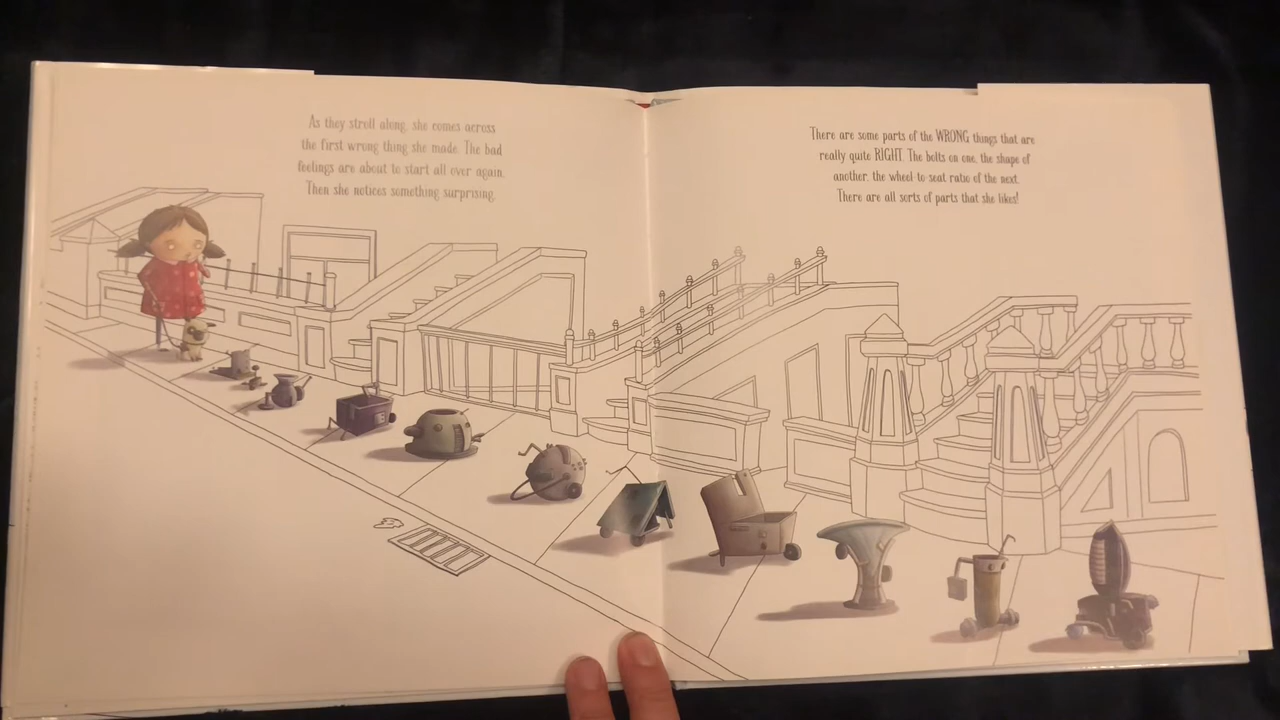 As they stroll along, she comes across
the first wrong thing she made. The bad
feelings are about to start all over again.
Then she notices something surprising.
There are some parts of the WRONG things that are
really quite RIGHT. The bolts on one, the shape of
another, the wheel-to-seat ratio of the next.
There are all sorts of parts that she likes!